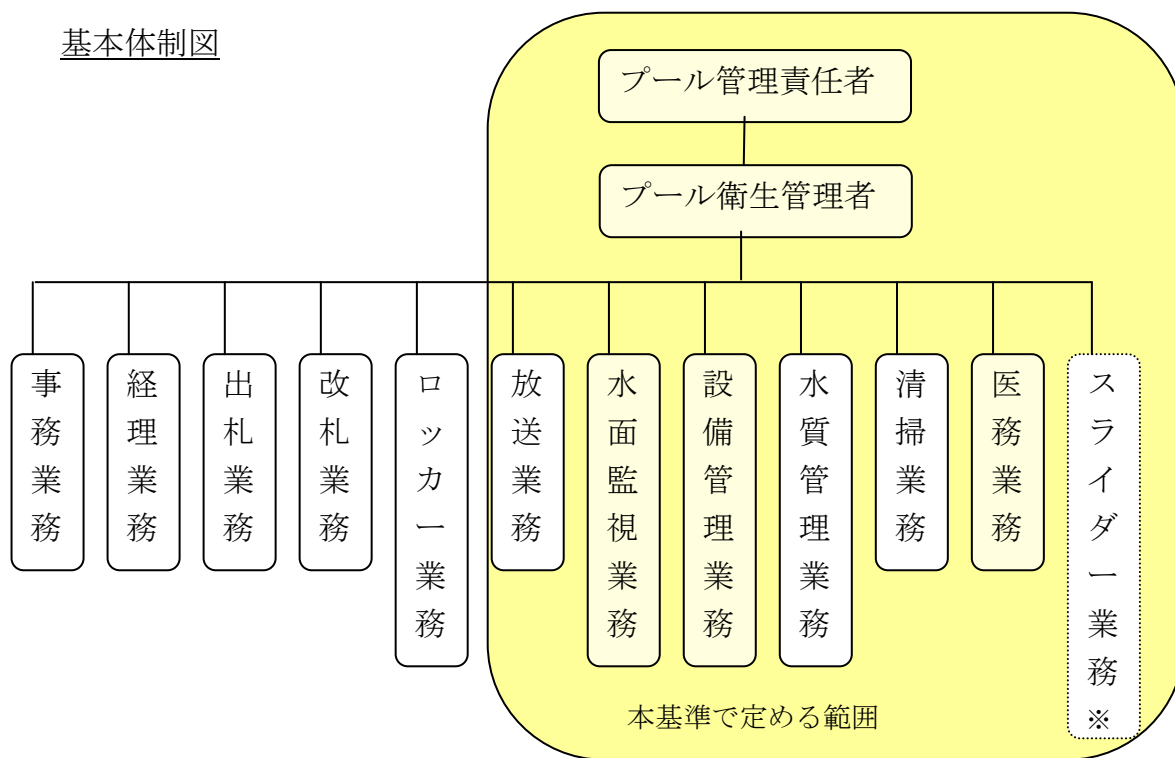 基本体制図
プール管理責任者
プール衛生管理者
事務業務
経理業務
出札業務
改札業務
ロッカー業務
放送業務
水面監視業務
設備管理業務
水質管理業務
清掃業務
医務業務
スライダー業務※
本基準で定める範囲